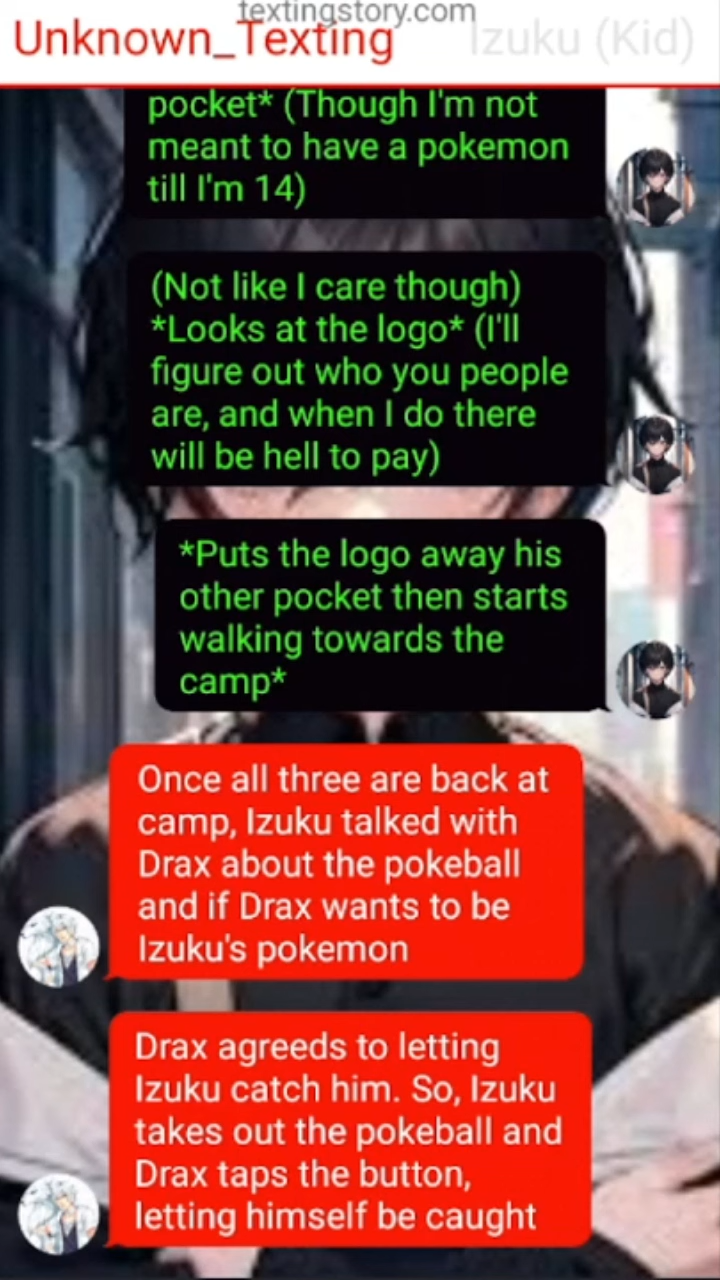 textingstory.com
Unknown_Texting Izuku (Kid)
pocket* (Though I'm not
meant to have a pokemon
till I'm 14)
(Not like I care though)
*Looks at the logo* (I'll
figure out who you people
are, and when I do there
will be hell to pay)
*Puts the logo away his
other pocket then starts
walking towards the
camp*
Once all three are back at
camp, Izuku talked with
Drax about the pokeball
and if Drax wants to be
Izuku's pokemon
Drax agreeds to letting
Izuku catch him. So, Izuku
takes out the pokeball and
Drax taps the button,
letting himself be caught